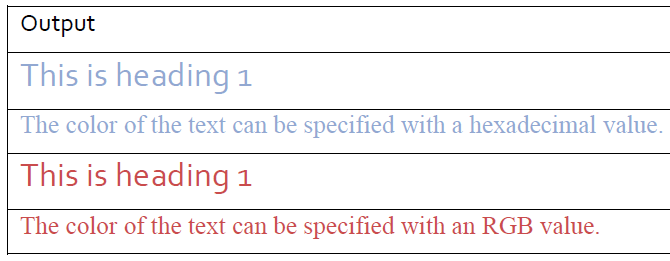 Output
This is heading 1
The color of the text can be specified with a hexadecimal value.
This is heading 1
The color of the text can be specified with an RGB value.